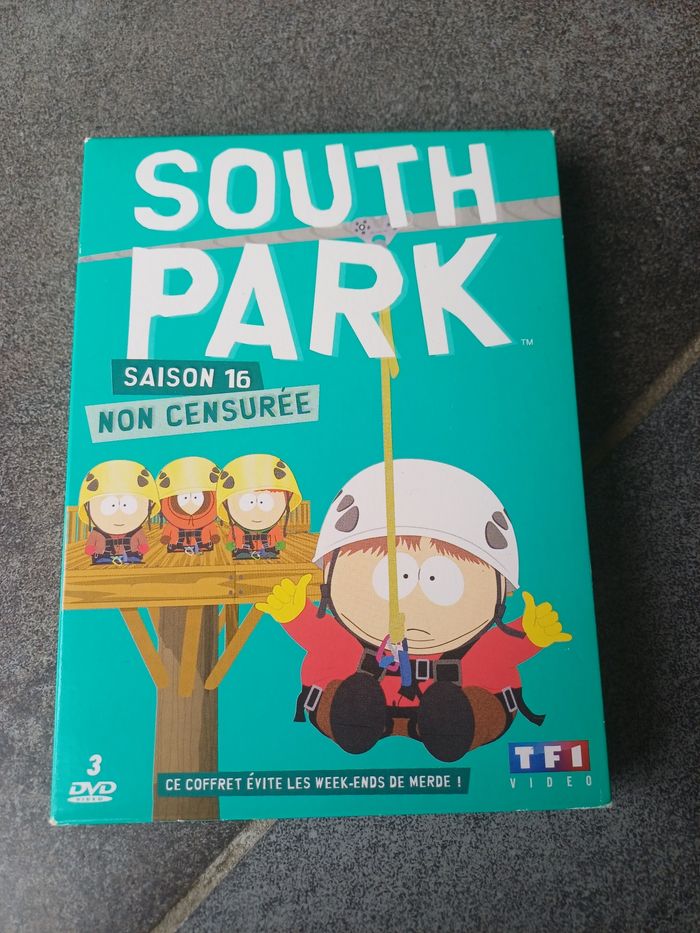 SOUTH
PARK
TM
SAISON 16
NON CENSURÉE
3
DVD
VIDEO
CE COFFRET ÉVITE LES WEEK-ENDS DE MERDE !
TF1
VIDEO